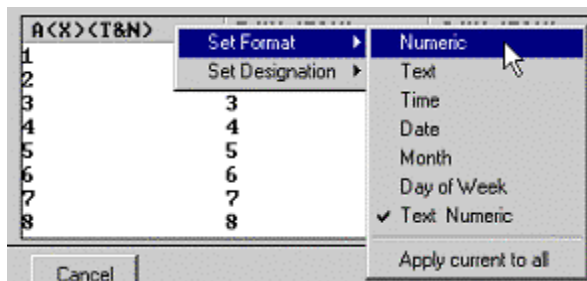 A(X)(T&N)
Set Format
Set Designation
Numeric
Text
Time
Date
Month
Day of Week
Text Numeric
Apply current to all
1
2
3 3
4 4
5 5
6 6
7 7
8 8
Cancel